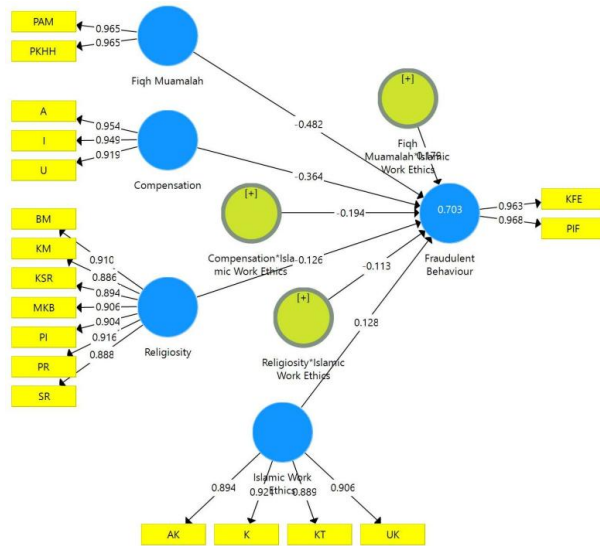 PAM
0.965
PKHH
0.965
Fiqh Muamalah
[+]
Fiqh
Muamalah*Islamic
Work Ethics
-0.482
A
0.954
I
0.949
U
0.919
Compensation
-0.364
[+]
Compensation*Isla
mic Work Ethics
-0.194
0.703
Fraudulent
Behaviour
0.963
KFE
0.968
PIF
BM
0.910
KM
0.886
KSR
0.894
MKB
0.906
PI
0.904
PR
0.916
SR
0.888
Religiosity
-0.126
[+]
Religiosity*Islamic
Work Ethics
-0.113
0.128
Islamic Work
Ethics
0.894
0.889
0.906
AK
K
KT
UK